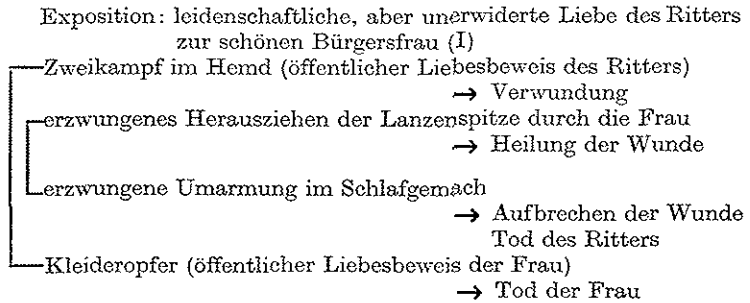 Exposition: leidenschaftliche, aber unerwiderte Liebe des Ritters
zur schönen Bürgersfrau (I)
Zweikampf im Hemd (öffentlicher Liebesbeweis des Ritters)
→ Verwundung
erzwungenes Herausziehen der Lanzenspitze durch die Frau
→ Heilung der Wunde
erzwungene Umarmung im Schlafgemach
→ Aufbrechen der Wunde
Tod des Ritters
Kleideropfer (öffentlicher Liebesbeweis der Frau)
→ Tod der Frau